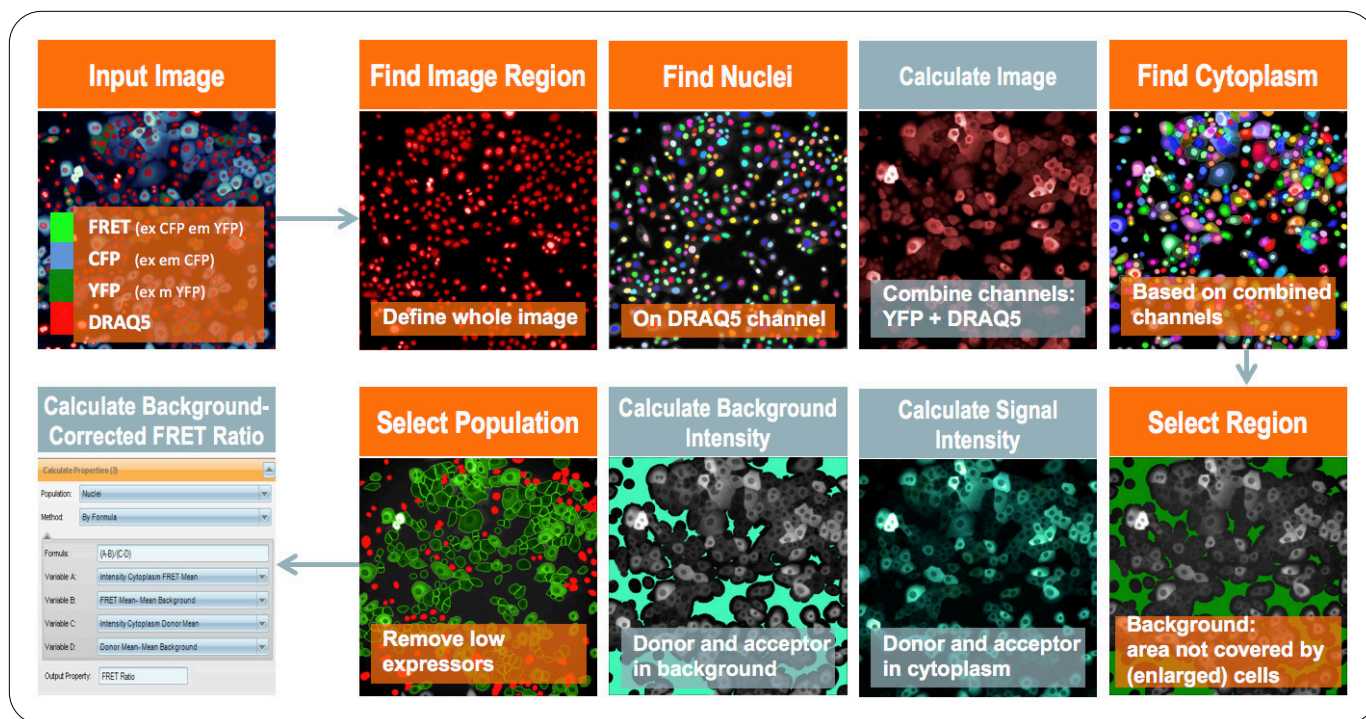 Input Image
FRET (ex CFP em YFP)
CFP (ex em CFP)
YFP (ex m YFP)
DRAQ5
Find Image Region
Define whole image
Find Nuclei
On DRAQ5 channel
Calculate Image
Combine channels:
YFP + DRAQ5
Find Cytoplasm
Based on combined
channels
Select Region
Background:
area not covered by
(enlarged) cells
Calculate Signal
Intensity
Donor and acceptor
in cytoplasm
Calculate Background
Intensity
Donor and acceptor
in background
Select Population
Remove low
expressors
Calculate Background-
Corrected FRET Ratio
Calculate Properties (2)
Population: Nuclei
Method: By Formula
Formula: (A-B)/(C-D)
Variable A: Intensity Cytoplasm FRET Mean
Variable B: FRET Mean- Mean Background
Variable C: Intensity Cytoplasm Donor Mean
Variable D: Donor Mean- Mean Background
Output Property: FRET Ratio